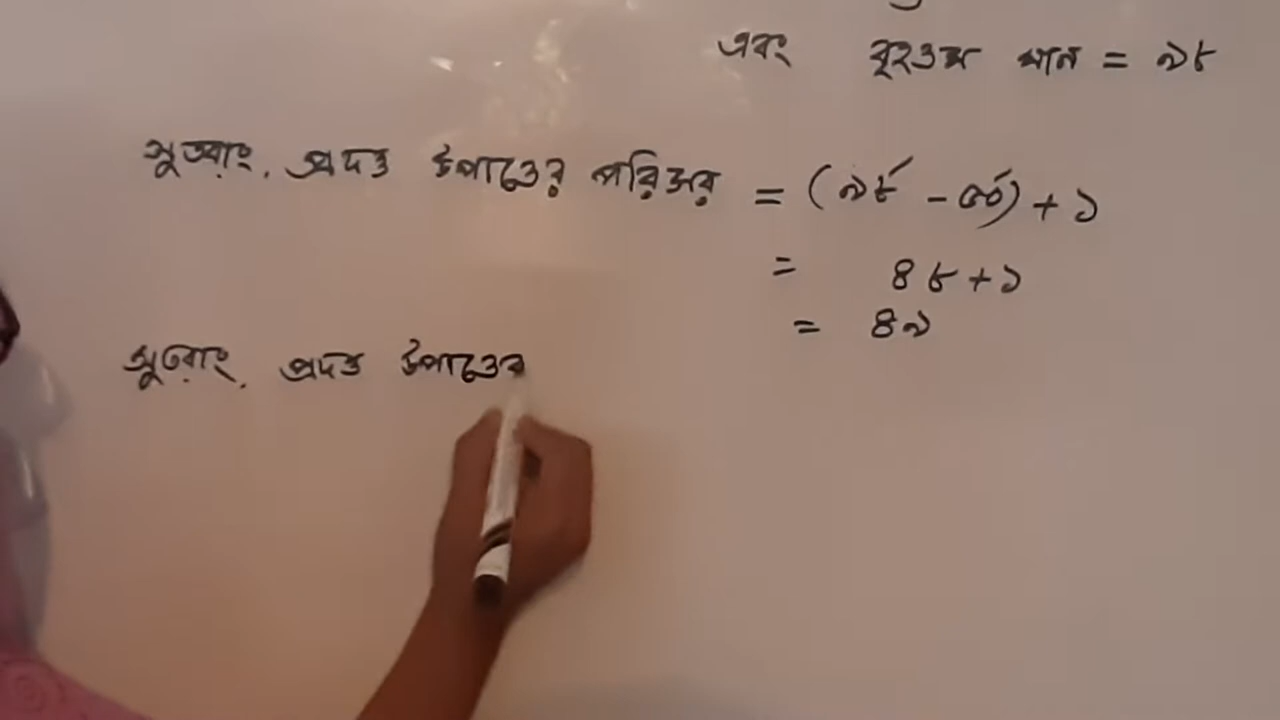 এবং বৃহত্তম মান = ৯৮
সুতরাং, প্রদত্ত উপাত্তের পরিসর = (৯৮ - ৫০) + ১
= ৪৮+১
= ৪৯
সুতরাং, প্রদত্ত উপাত্তের